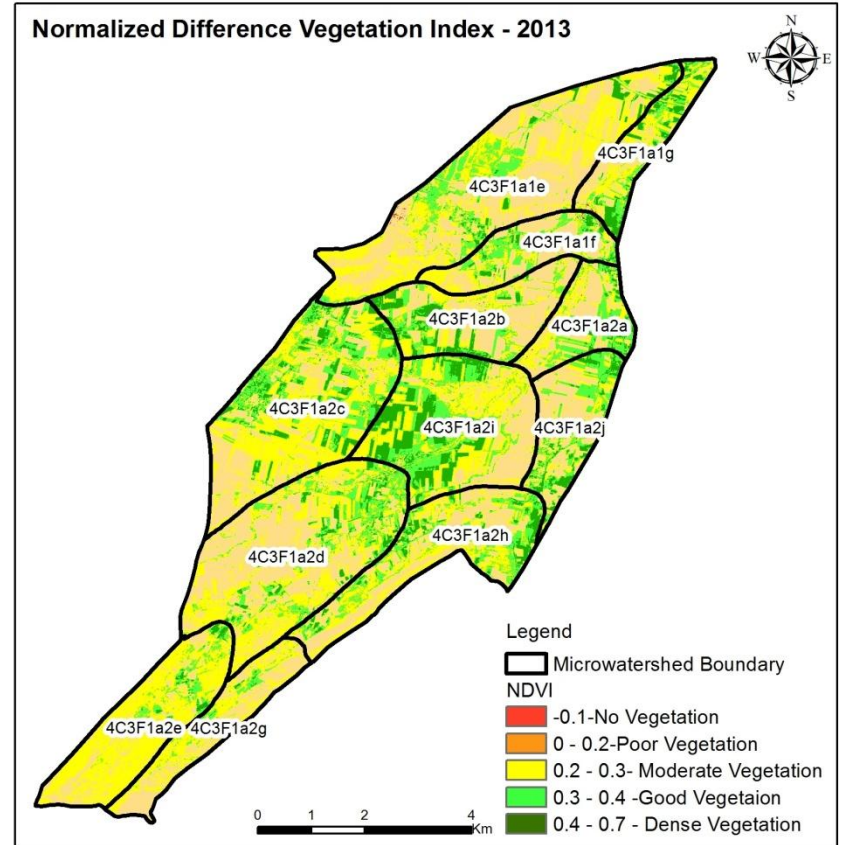 Normalized Difference Vegetation Index - 2013
N
W E
S
4C3F1a1g
4C3F1a1e
4C3F1a1f
4C3F1a2b
4C3F1a2a
4C3F1a2c
4C3F1a2i
4C3F1a2j
4C3F1a2h
4C3F1a2d
4C3F1a2e
4C3F1a2g
Legend
Microwatershed Boundary
NDVI
-0.1-No Vegetation
0 - 0.2-Poor Vegetation
0.2 - 0.3- Moderate Vegetation
0.3 - 0.4 -Good Vegetaion
0.4 - 0.7 - Dense Vegetation
0 1 2 4
Km